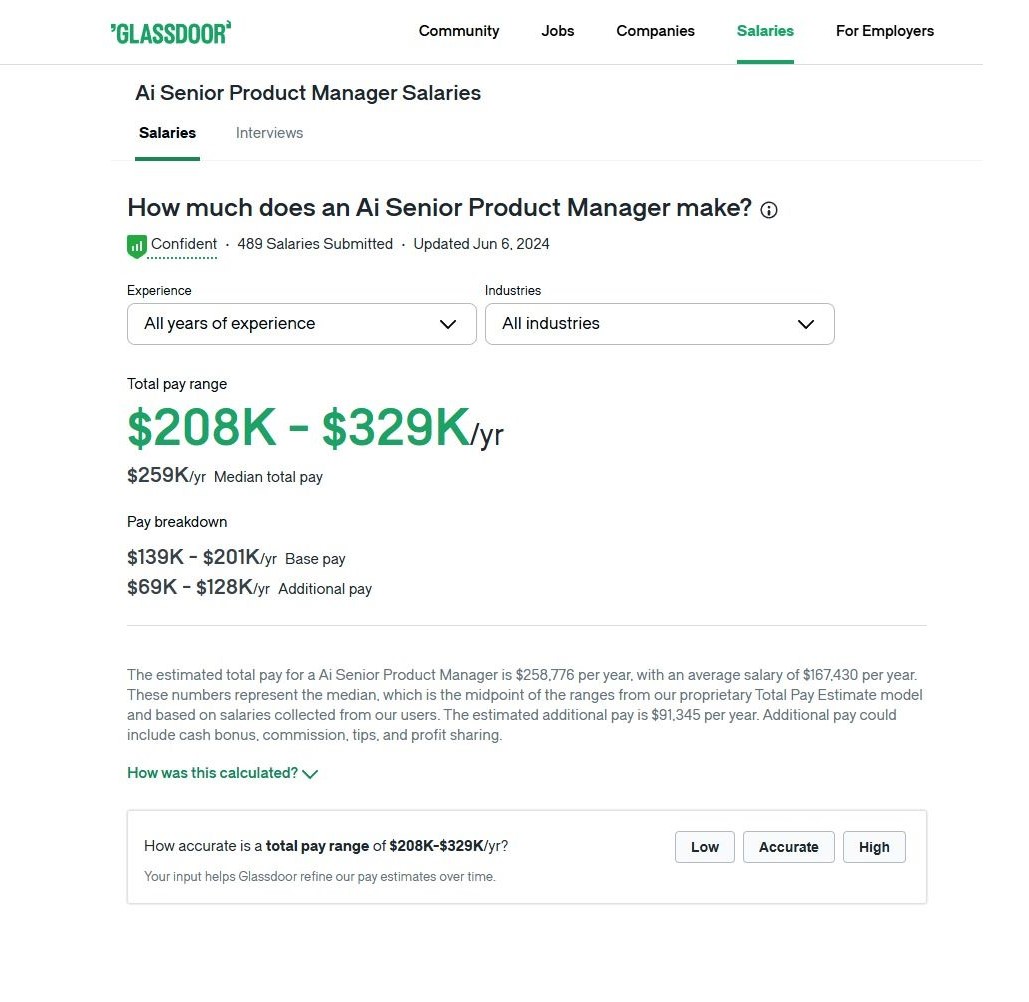 GLASSDOOR
Community Jobs Companies Salaries For Employers
Ai Senior Product Manager Salaries
Salaries Interviews
How much does an Ai Senior Product Manager make?
Confident · 489 Salaries Submitted · Updated Jun 6, 2024
Experience Industries
All years of experience All industries
Total pay range
$208K - $329K/yr
$259K/yr Median total pay
Pay breakdown
$139K - $201K/yr Base pay
$69K - $128K/yr Additional pay
The estimated total pay for a Ai Senior Product Manager is $258,776 per year, with an average salary of $167,430 per year.
These numbers represent the median, which is the midpoint of the ranges from our proprietary Total Pay Estimate model
and based on salaries collected from our users. The estimated additional pay is $91,345 per year. Additional pay could
include cash bonus, commission, tips, and profit sharing.
How was this calculated?
How accurate is a total pay range of $208K-$329K/yr? Low Accurate High
Your input helps Glassdoor refine our pay estimates over time.